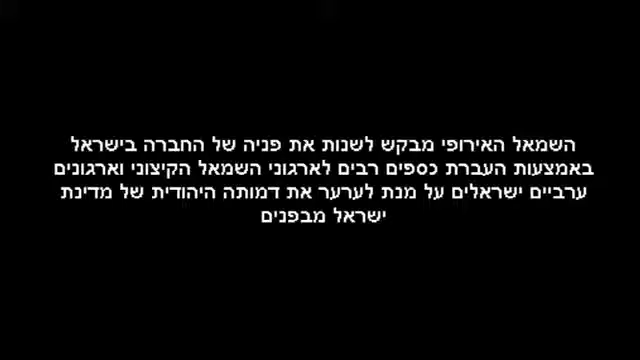 השמאל האירופי מבקש לשנות את פניה של החברה בישראל
באמצעות העברת כספים רבים לארגוני השמאל הקיצוני וארגונים
ערביים ישראלים על מנת לערער את דמותה היהודית של מדינת
ישראל מבפנים